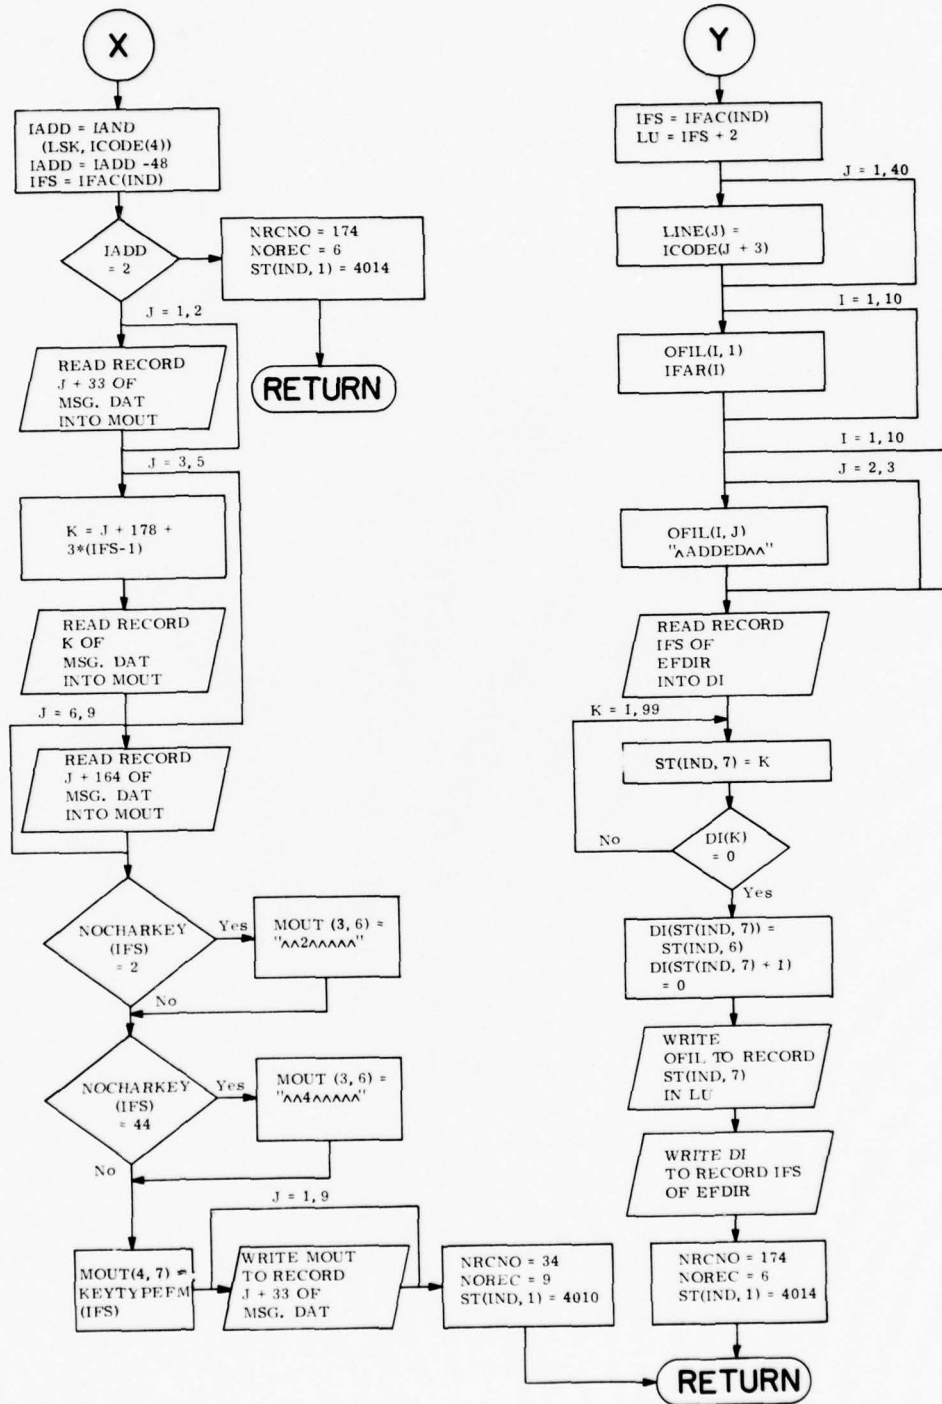 X
IADD = IAND
(LSK, ICODE(4))
IADD = IADD -48
IFS = IFAC(IND)
IADD
= 2
NRCNO = 174
NOREC = 6
ST(IND, 1) = 4014
RETURN
J = 1, 2
READ RECORD
J + 33 OF
MSG. DAT
INTO MOUT
J = 3, 5
K = J + 178 +
3*(IFS-1)
READ RECORD
K OF
MSG. DAT
INTO MOUT
J = 6, 9
READ RECORD
J + 164 OF
MSG. DAT
INTO MOUT
NOCHARKEY
(IFS)
= 2
Yes
MOUT (3, 6) =
"∧∧2∧∧∧∧∧"
No
NOCHARKEY
(IFS)
= 44
Yes
MOUT (3, 6) =
"∧∧4∧∧∧∧∧"
No
MOUT(4, 7) =
KEYTYPEFM
(IFS)
J = 1, 9
WRITE MOUT
TO RECORD
J + 33 OF
MSG. DAT
NRCNO = 34
NOREC = 9
ST(IND, 1) = 4010
Y
IFS = IFAC(IND)
LU = IFS + 2
J = 1, 40
LINE(J) =
ICODE(J + 3)
I = 1, 10
OFIL(I, 1)
IFAR(I)
I = 1, 10
J = 2, 3
OFIL(I, J)
"∧ADDED∧∧"
READ RECORD
IFS OF
EFDIR
INTO DI
K = 1, 99
ST(IND, 7) = K
DI(K)
= 0
No
Yes
DI(ST(IND, 7)) =
ST(IND, 6)
DI(ST(IND, 7) + 1)
= 0
WRITE
OFIL TO RECORD
ST(IND, 7)
IN LU
WRITE DI
TO RECORD IFS
OF EFDIR
NRCNO = 174
NOREC = 6
ST(IND, 1) = 4014
RETURN